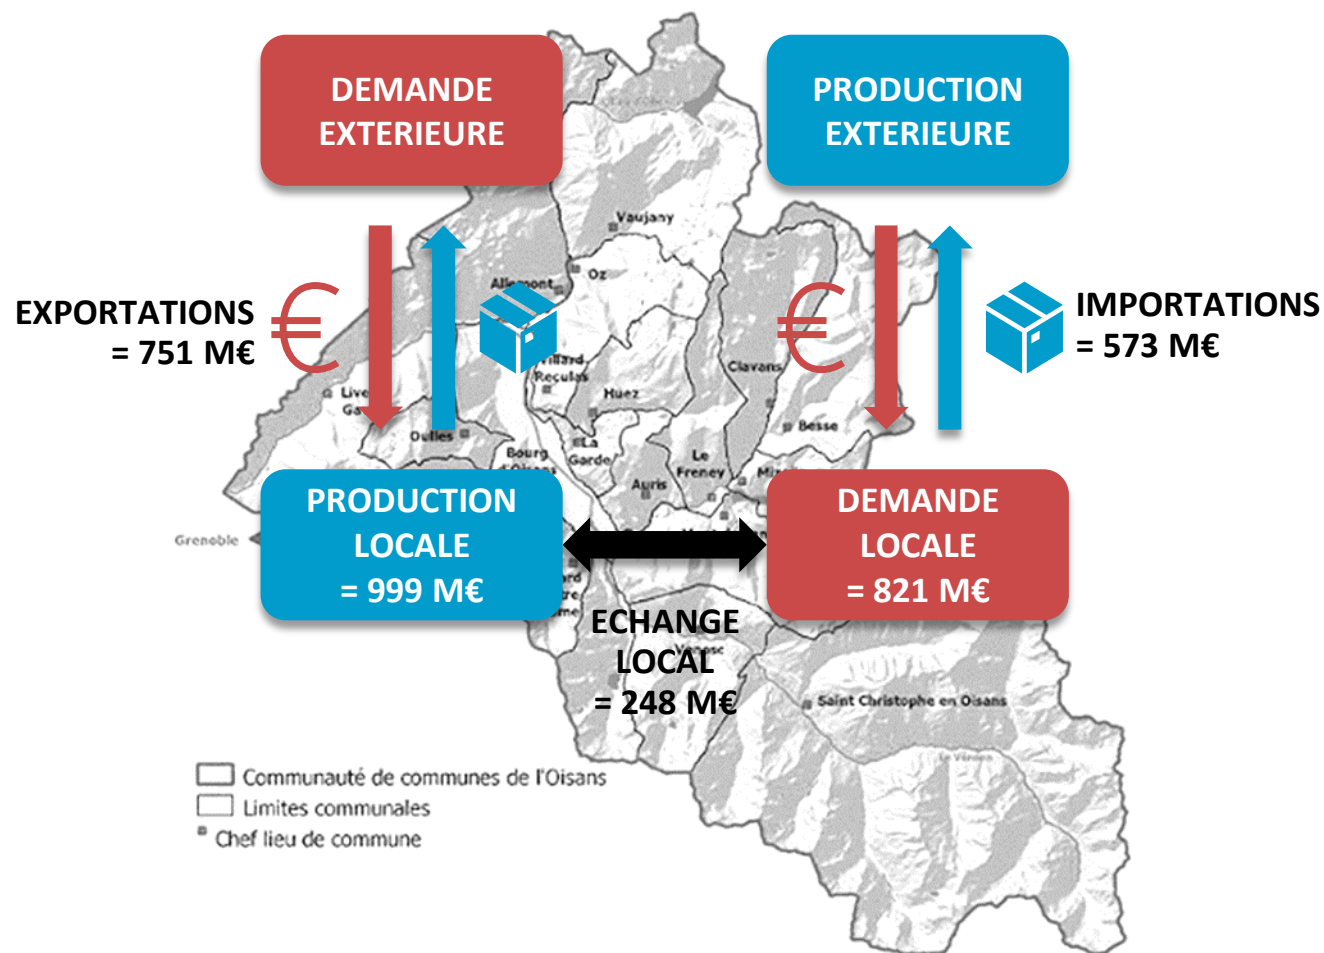 DEMANDE
EXTERIEURE
PRODUCTION
EXTERIEURE
Vaujany
Oz
EXPORTATIONS
= 751 M€
€
€
IMPORTATIONS
= 573 M€
Reculas
Huez
Clavans
Oulles
Besse
Bourg
La
Garde
Le
Freney
Auris
PRODUCTION
LOCALE
= 999 M€
DEMANDE
LOCALE
= 821 M€
Grenoble
ECHANGE
LOCAL
= 248 M€
Saint Christophe en Oisans
Communauté de communes de l'Oisans
Limites communales
Chef lieu de commune